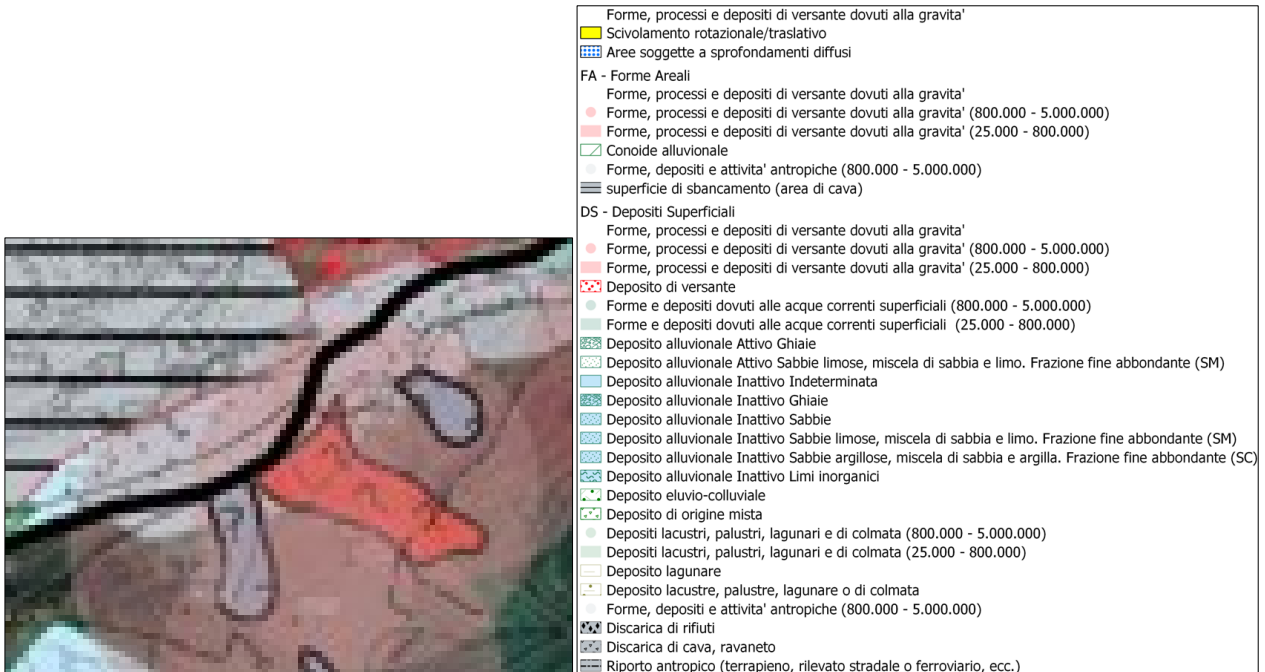 Forme, processi e depositi di versante dovuti alla gravita'
Scivolamento rotazionale/traslativo
Aree soggette a sprofondamenti diffusi
FA - Forme Areali
Forme, processi e depositi di versante dovuti alla gravita'
Forme, processi e depositi di versante dovuti alla gravita' (800.000 - 5.000.000)
Forme, processi e depositi di versante dovuti alla gravita' (25.000 - 800.000)
Conoide alluvionale
Forme, depositi e attivita' antropiche (800.000 - 5.000.000)
superficie di sbancamento (area di cava)
DS - Depositi Superficiali
Forme, processi e depositi di versante dovuti alla gravita'
Forme, processi e depositi di versante dovuti alla gravita' (800.000 - 5.000.000)
Forme, processi e depositi di versante dovuti alla gravita' (25.000 - 800.000)
Deposito di versante
Forme e depositi dovuti alle acque correnti superficiali (800.000 - 5.000.000)
Forme e depositi dovuti alle acque correnti superficiali (25.000 - 800.000)
Deposito alluvionale Attivo Ghiaie
Deposito alluvionale Attivo Sabbie limose, miscela di sabbia e limo. Frazione fine abbondante (SM)
Deposito alluvionale Inattivo Indeterminata
Deposito alluvionale Inattivo Ghiaie
Deposito alluvionale Inattivo Sabbie
Deposito alluvionale Inattivo Sabbie limose, miscela di sabbia e limo. Frazione fine abbondante (SM)
Deposito alluvionale Inattivo Sabbie argillose, miscela di sabbia e argilla. Frazione fine abbondante (SC)
Deposito alluvionale Inattivo Limi inorganici
Deposito eluvio-colluviale
Deposito di origine mista
Depositi lacustri, palustri, lagunari e di colmata (800.000 - 5.000.000)
Depositi lacustri, palustri, lagunari e di colmata (25.000 - 800.000)
Deposito lagunare
Deposito lacustre, palustre, lagunare o di colmata
Forme, depositi e attivita' antropiche (800.000 - 5.000.000)
Discarica di rifiuti
Discarica di cava, ravaneto
Riporto antropico (terrapieno, rilevato stradale o ferroviario, ecc.)